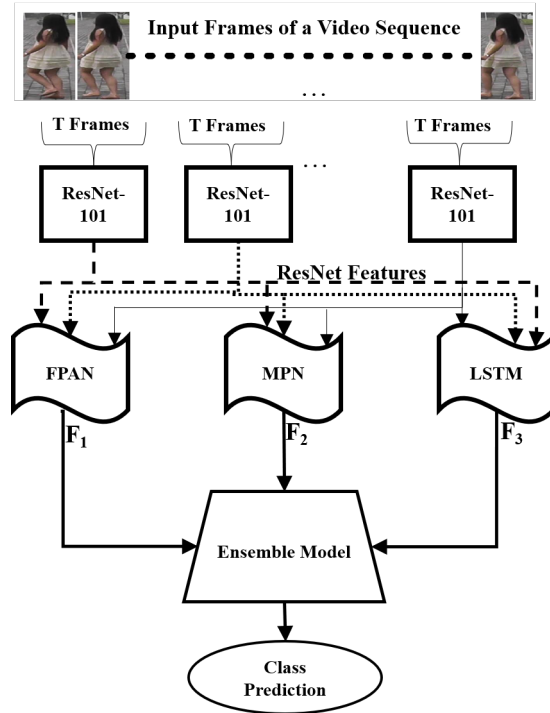 Input Frames of a Video Sequence
...
T Frames T Frames T Frames
...
ResNet-
101
ResNet-
101
ResNet-
101
ResNet Features
FPAN MPN LSTM
F1 F2 F3
Ensemble Model
Class
Prediction